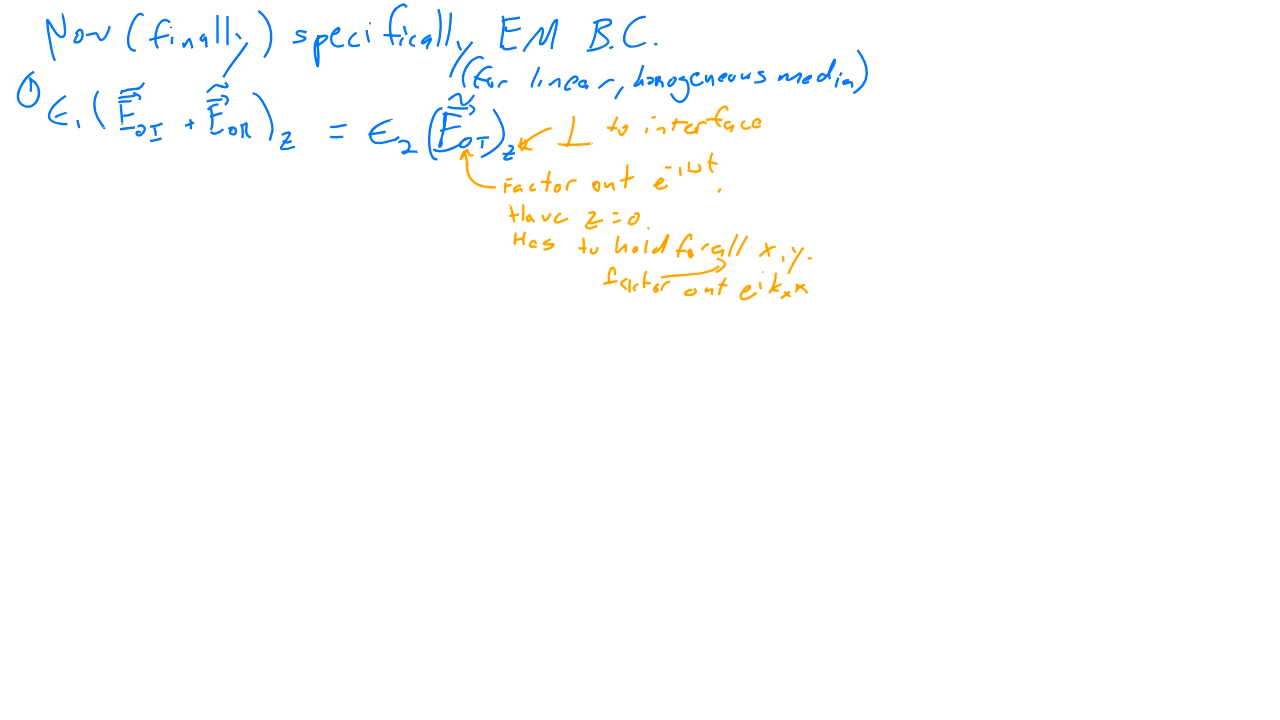 Now (finally) specifically EM B.C.
(for linear, homogeneous media)
① ε₁(Ẽ⃗₀I + Ẽ⃗₀R)z = ε₂(Ẽ⃗₀T)z ⊥ to interface
Factor out e^-iωt.
Have z=0.
Has to hold for all x,y.
factor out e^ikₓx